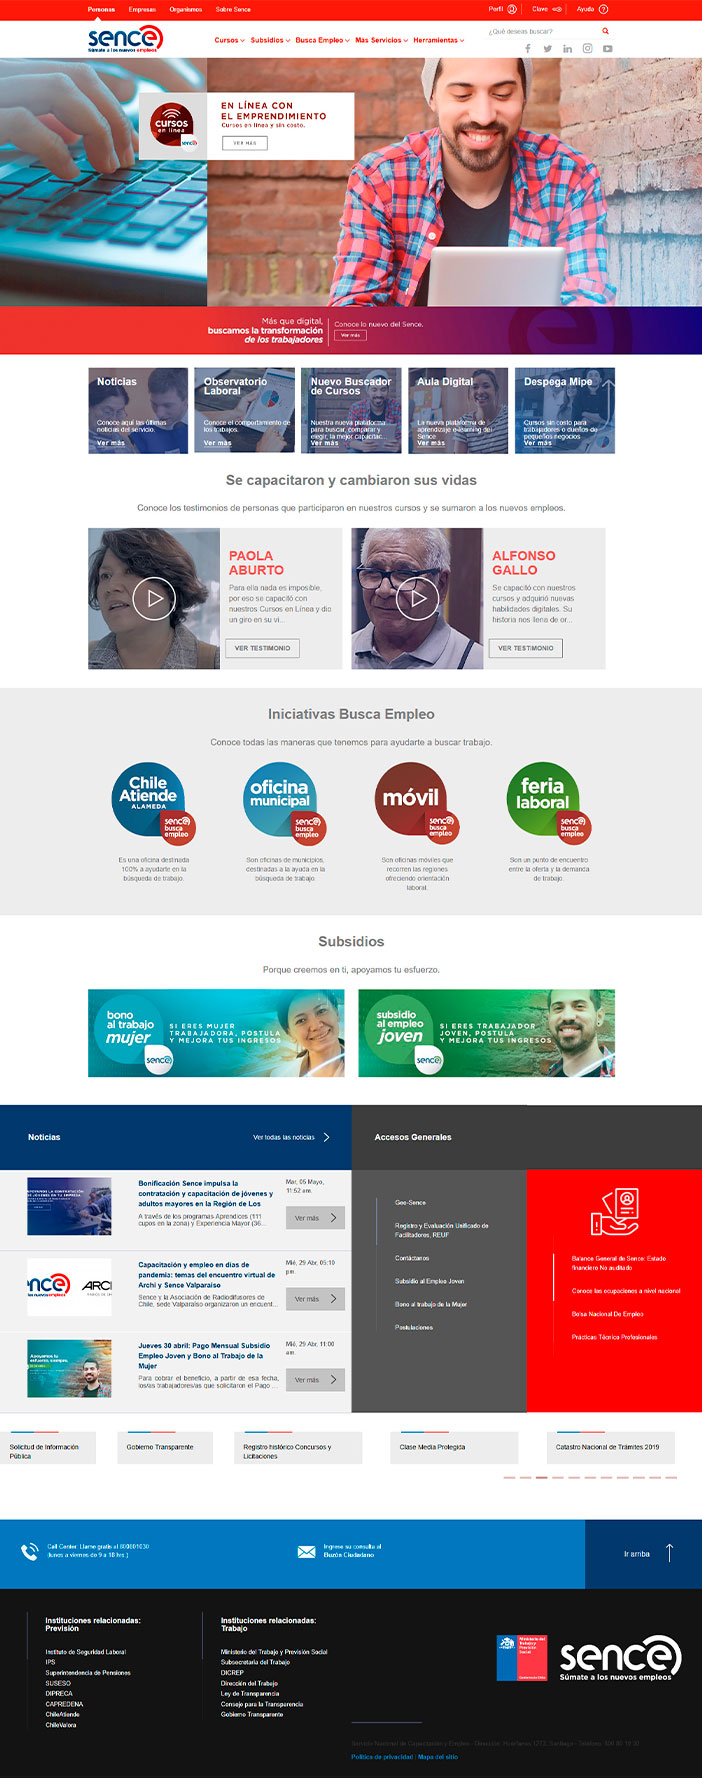 Personas Empresas Organismos Sobre Sence
Perfil Clave Ayuda ?
sence
Súmate a los nuevos empleos
Cursos Subsidios Busca Empleo Más Servicios Herramientas
¿Qué deseas buscar?
cursos
en línea
sence
EN LÍNEA CON
EL EMPRENDIMIENTO
Cursos en línea y sin costo.
VER MÁS
Más que digital,
buscamos la transformación
de los trabajadores
Conoce lo nuevo del Sence.
Ver más
Noticias
Conoce aquí las últimas
noticias del servicio.
Ver más
Observatorio
Laboral
Conoce el comportamiento de
los trabajos.
Ver más
Nuevo Buscador
de Cursos
Nuestra nueva plataforma
para buscar, comparar y
elegir, la mejor capacitac...
Ver más
Aula Digital
La nueva plataforma de
aprendizaje e-learning del
Sence
Ver más
Despega Mipe
Cursos sin costo para
trabajadores o dueños de
pequeños negocios
Ver más
Se capacitaron y cambiaron sus vidas
Conoce los testimonios de personas que participaron en nuestros cursos y se sumaron a los nuevos empleos.
PAOLA
ABURTO
Para ella nada es imposible,
por eso se capacitó con
nuestros Cursos en Línea y dio
un giro en su vi...
VER TESTIMONIO
ALFONSO
GALLO
Se capacitó con nuestros
cursos y adquirió nuevas
habilidades digitales. Su
historia nos llena de or...
VER TESTIMONIO
Iniciativas Busca Empleo
Conoce todas las maneras que tenemos para ayudarte a buscar trabajo.
Chile
Atiende
ALAMEDA
sence
busca
empleo
Es una oficina destinada
100% a ayudarte en la
búsqueda de trabajo.
oficina
municipal
sence
busca
empleo
Son oficinas de municipios,
destinadas a la ayuda en la
búsqueda de trabajo.
móvil
sence
busca
empleo
Son oficinas móviles que
recorren las regiones
ofreciendo orientación
laboral.
feria
laboral
sence
busca
empleo
Son un punto de encuentro
entre la oferta y la demanda
de trabajo.
Subsidios
Porque creemos en ti, apoyamos tu esfuerzo.
bono
al trabajo
mujer
sence
SI ERES MUJER
TRABAJADORA, POSTULA
Y MEJORA TUS INGRESOS
subsidio
al empleo
joven
sence
SI ERES TRABAJADOR
JOVEN, POSTULA
Y MEJORA TUS INGRESOS
Noticias
Ver todas las noticias
Bonificación Sence impulsa la
contratación y capacitación de jóvenes y
adultos mayores en la Región de Los
A través de los programas Aprendices (111
cupos en la zona) y Experiencia Mayor (36...
Mar, 05 Mayo,
11:52 am.
Ver más
Capacitación y empleo en días de
pandemia: temas del encuentro virtual de
Archi y Sence Valparaíso
Sence y la Asociación de Radiodifusores de
Chile, sede Valparaíso organizaron un encuent...
Mié, 29 Abr, 05:10
pm.
Ver más
Jueves 30 abril: Pago Mensual Subsidio
Empleo Joven y Bono al Trabajo de la
Mujer
Para cobrar el beneficio, a partir de esa fecha,
los/as trabajadores/as que solicitaron el Pago ...
Mié, 29 Abr, 11:00
am.
Ver más
Accesos Generales
Geo-Sence
Registro y Evaluación Unificado de
Facilitadores, REUF
Contáctanos
Subsidio al Empleo Joven
Bono al trabajo de la Mujer
Postulaciones
Balance General de Sence: Estado
financiero No auditado
Conoce las ocupaciones a nivel nacional
Bolsa Nacional De Empleo
Prácticas Técnico Profesionales
Solicitud de Información
Pública
Gobierno Transparente
Registro histórico Concursos y
Licitaciones
Clase Media Protegida
Catastro Nacional de Trámites 2019
Call Center: Llame gratis al 800801030
(lunes a viernes de 9 a 18 hrs.)
Ingrese su consulta al
Buzón Ciudadano
Ir arriba
Instituciones relacionadas:
Previsión
Instituto de Seguridad Laboral
IPS
Superintendencia de Pensiones
SUSESO
DIPRECA
CAPREDENA
ChileAtiende
ChileValora
Instituciones relacionadas:
Trabajo
Ministerio del Trabajo y Previsión Social
Subsecretaría del Trabajo
DICREP
Dirección del Trabajo
Ley de Transparencia
Consejo para la Transparencia
Gobierno Transparente
Ministerio del
Trabajo y
Previsión
Social
sence
Súmate a los nuevos empleos
Servicio Nacional de Capacitación y Empleo - Dirección: Huérfanos 1273, Santiago - Teléfono:
Política de privacidad | Mapa del sitio